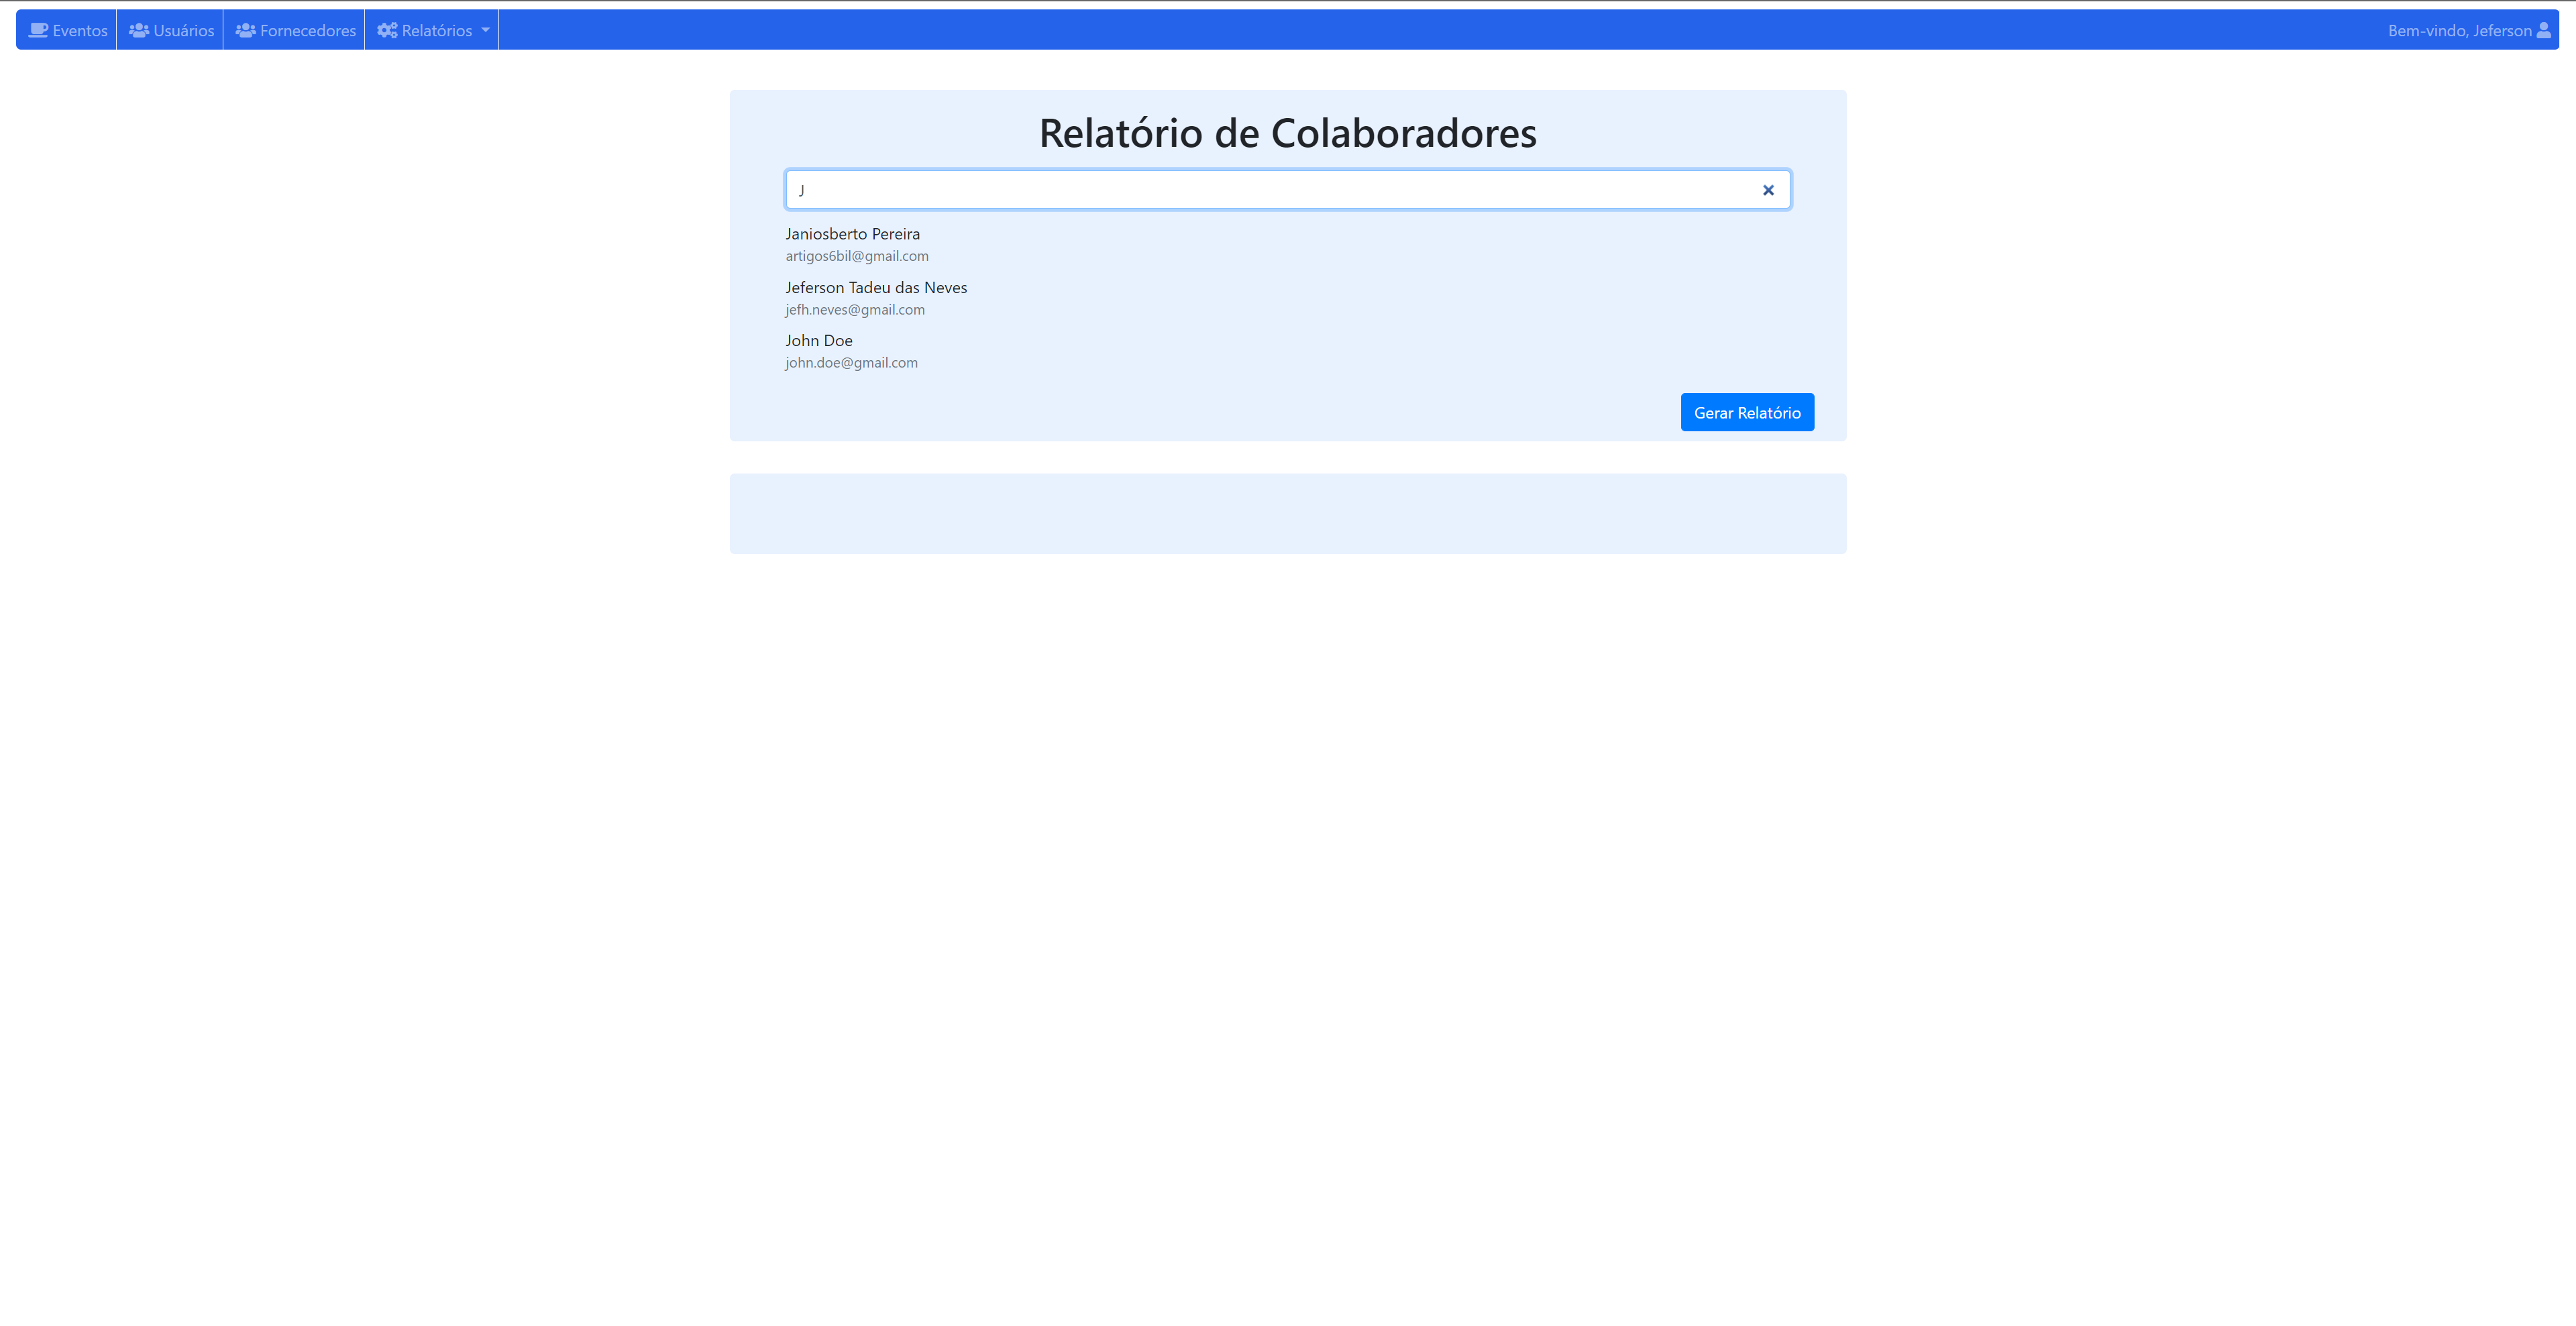 Eventos Usuários Fornecedores Relatórios Bem-vindo, Jeferson
Relatório de Colaboradores
J
Janiosberto Pereira
artigos6bil@gmail.com
Jeferson Tadeu das Neves
jefh.neves@gmail.com
John Doe
john.doe@gmail.com
Gerar Relatório